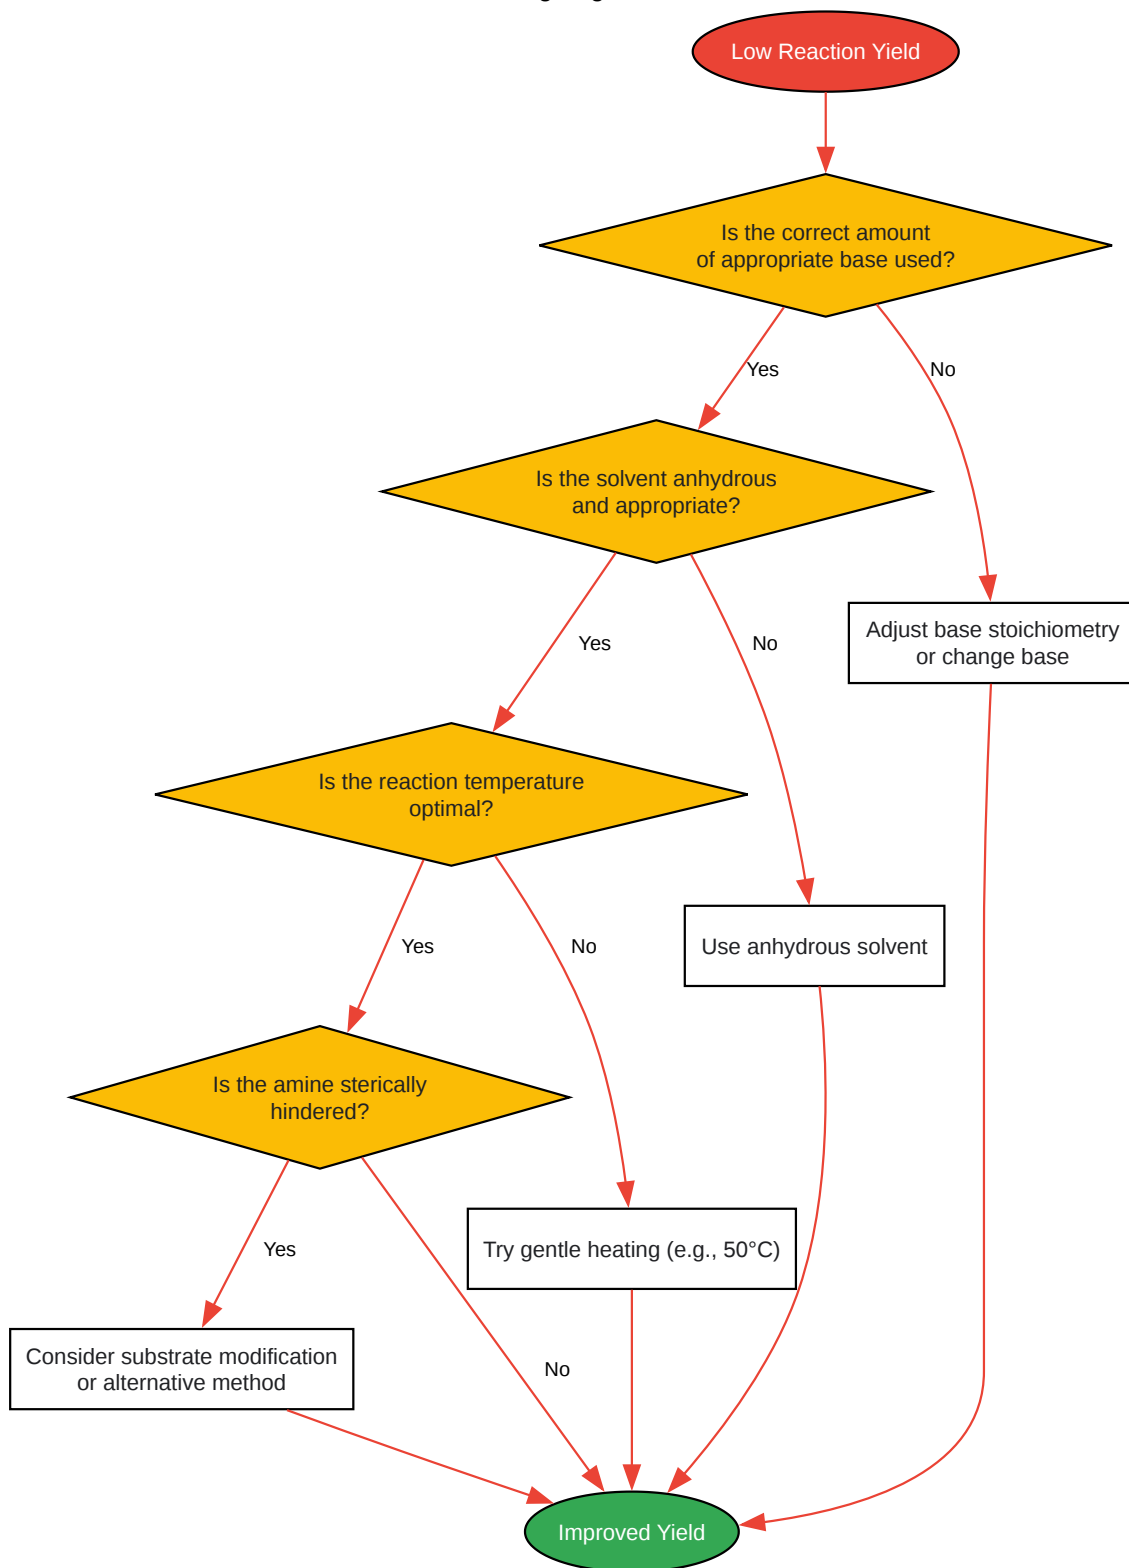 Low Reaction Yield
Is the correct amount
of appropriate base used?
Yes
No
Is the solvent anhydrous
and appropriate?
Yes
No
Adjust base stoichiometry
or change base
Is the reaction temperature
optimal?
Yes
No
Use anhydrous solvent
Is the amine sterically
hindered?
Yes
Try gentle heating (e.g., 50°C)
Consider substrate modification
or alternative method
No
Improved Yield